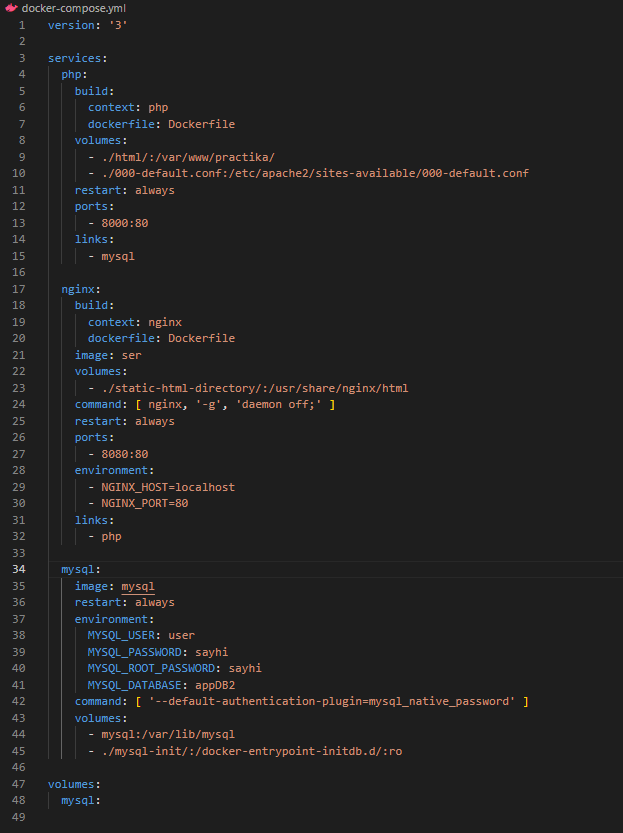 docker-compose.yml
1 version: '3'
2
3 services:
4   php:
5     build:
6       context: php
7       dockerfile: Dockerfile
8     volumes:
9       - ./html/:/var/www/practika/
10       - ./000-default.conf:/etc/apache2/sites-available/000-default.conf
11     restart: always
12     ports:
13       - 8000:80
14     links:
15       - mysql
16
17   nginx:
18     build:
19       context: nginx
20       dockerfile: Dockerfile
21     image: ser
22     volumes:
23       - ./static-html-directory/:/usr/share/nginx/html
24     command: [ nginx, '-g', 'daemon off;' ]
25     restart: always
26     ports:
27       - 8080:80
28     environment:
29       - NGINX_HOST=localhost
30       - NGINX_PORT=80
31     links:
32       - php
33
34   mysql:
35     image: mysql
36     restart: always
37     environment:
38       MYSQL_USER: user
39       MYSQL_PASSWORD: sayhi
40       MYSQL_ROOT_PASSWORD: sayhi
41       MYSQL_DATABASE: appDB2
42     command: [ '--default-authentication-plugin=mysql_native_password' ]
43     volumes:
44       - mysql:/var/lib/mysql
45       - ./mysql-init/:/docker-entrypoint-initdb.d/:ro
46
47 volumes:
48   mysql:
49